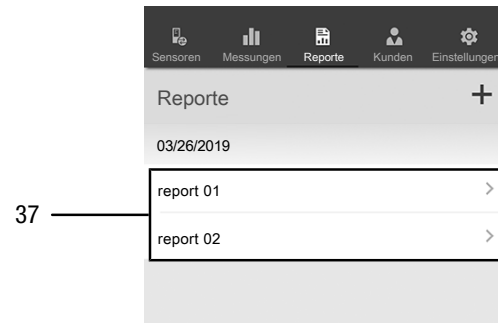 Sensoren Messungen Reporte Kunden Einstellungen
Reporte +
03/26/2019
report 01
37
report 02